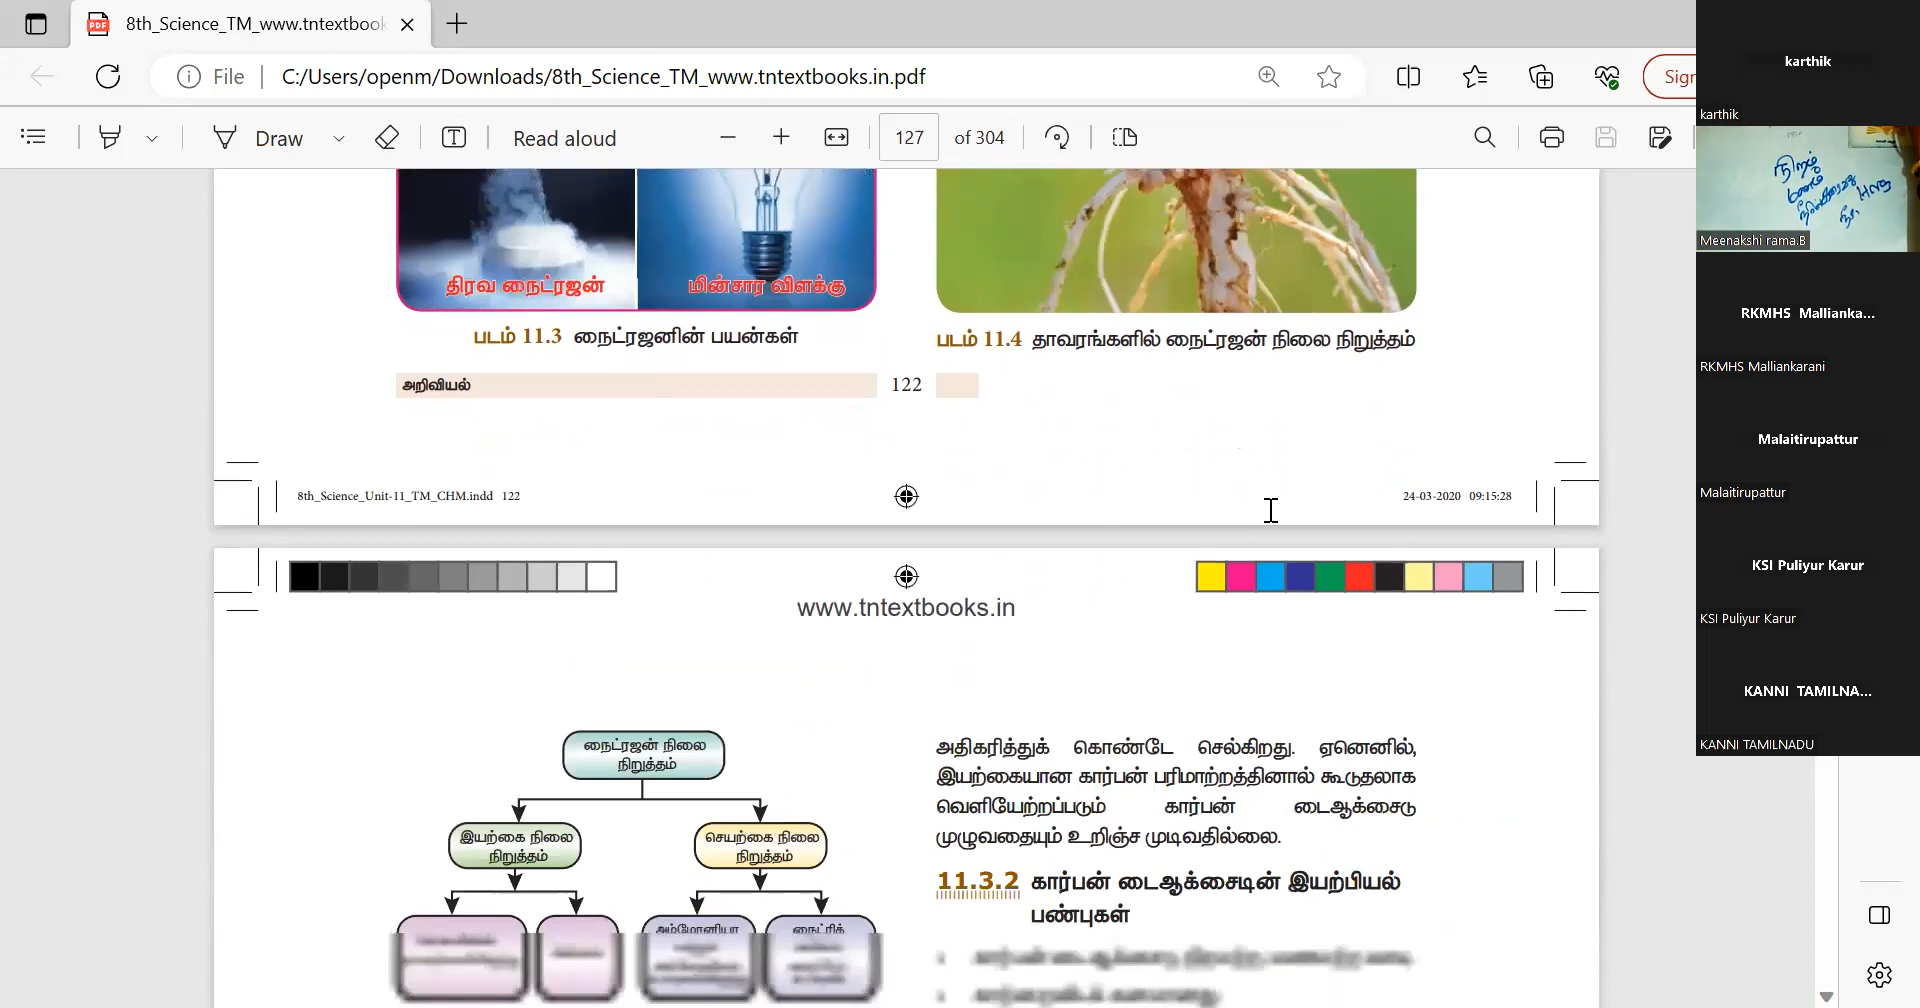 8th_Science_TM_www.tntextbook
File
C:/Users/openm/Downloads/8th_Science_TM_www.tntextbooks.in.pdf
Sign
Draw
Read aloud
127 of 304
திரவ நைட்ரஜன்
மின்சார விளக்கு
படம் 11.3 நைட்ரஜனின் பயன்கள்
படம் 11.4 தாவரங்களில் நைட்ரஜன் நிலை நிறுத்தம்
அறிவியல் 122
8th_Science_Unit-11_TM_CHM.indd 122
24-03-2020 09:15:28
www.tntextbooks.in
நைட்ரஜன் நிலை
நிறுத்தம்
இயற்கை நிலை
நிறுத்தம்
செயற்கை நிலை
நிறுத்தம்
அம்மோனியா
நைட்ரிக்
அதிகரித்துக் கொண்டே செல்கிறது. ஏனெனில்,
இயற்கையான கார்பன் பரிமாற்றத்தினால் கூடுதலாக
வெளியேற்றப்படும் கார்பன் டைஆக்சைடு
முழுவதையும் உறிஞ்ச முடிவதில்லை.
11.3.2 கார்பன் டைஆக்சைடின் இயற்பியல்
பண்புகள்
karthik
karthik
Meenakshi rama.B
RKMHS Mallianka...
RKMHS Malliankarani
Malaitirupattur
Malaitirupattur
KSI Puliyur Karur
KSI Puliyur Karur
KANNI TAMILNA...
KANNI TAMILNADU